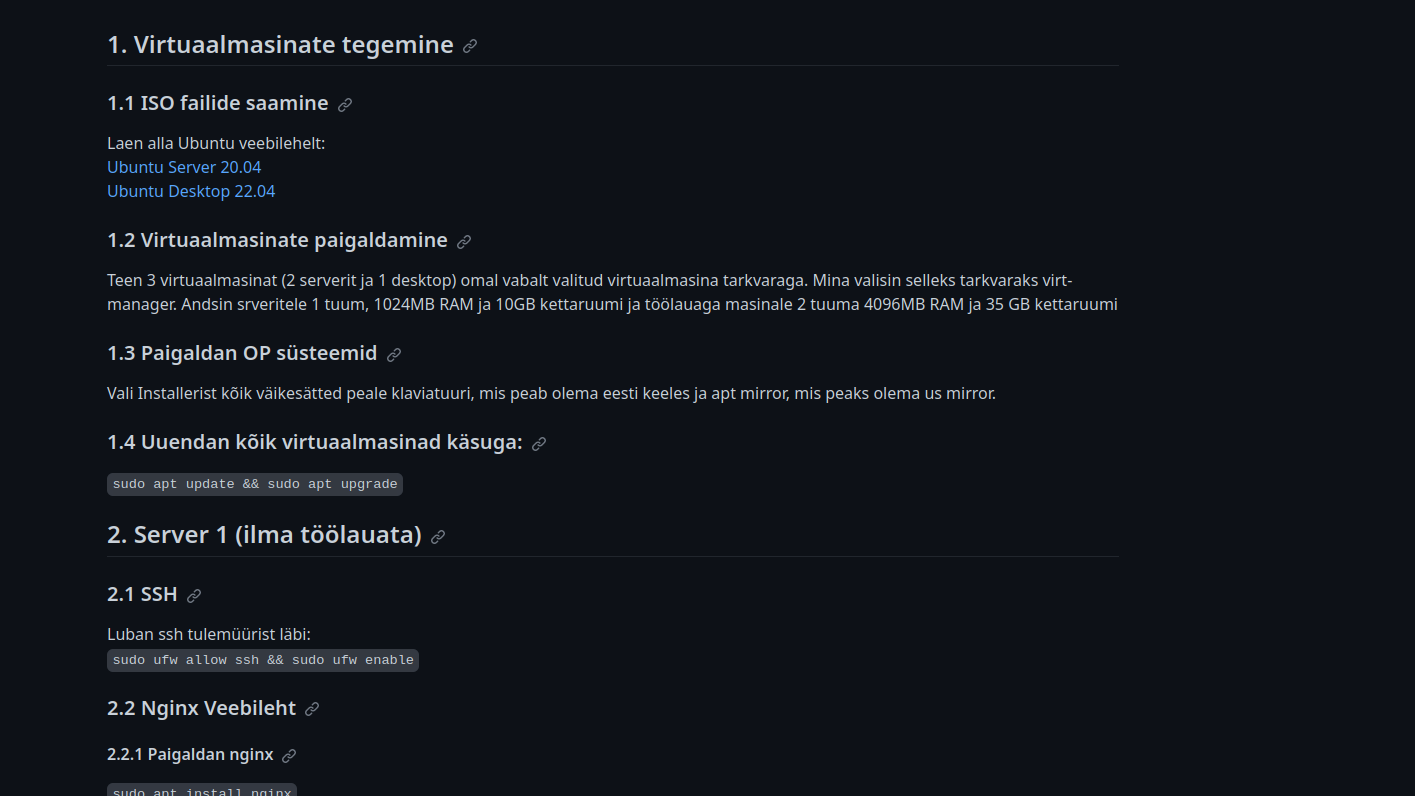 1. Virtuaalmasinate tegemine
1.1 ISO failide saamine
Laen alla Ubuntu veebilehelt:
Ubuntu Server 20.04
Ubuntu Desktop 22.04
1.2 Virtuaalmasinate paigaldamine
Teen 3 virtuaalmasinat (2 serverit ja 1 desktop) omal vabalt valitud virtuaalmasina tarkvaraga. Mina valisin selleks tarkvaraks virt-
manager. Andsin srveritele 1 tuum, 1024MB RAM ja 10GB kettaruumi ja töölauaga masinale 2 tuuma 4096MB RAM ja 35 GB kettaruumi
1.3 Paigaldan OP süsteemid
Vali Installerist kõik väikesätted peale klaviatuuri, mis peab olema eesti keeles ja apt mirror, mis peaks olema us mirror.
1.4 Uuendan kõik virtuaalmasinad käsuga:
sudo apt update && sudo apt upgrade
2. Server 1 (ilma töölauata)
2.1 SSH
Luban ssh tulemüürist läbi:
sudo ufw allow ssh && sudo ufw enable
2.2 Nginx Veebileht
2.2.1 Paigaldan nginx
sudo apt install nginx